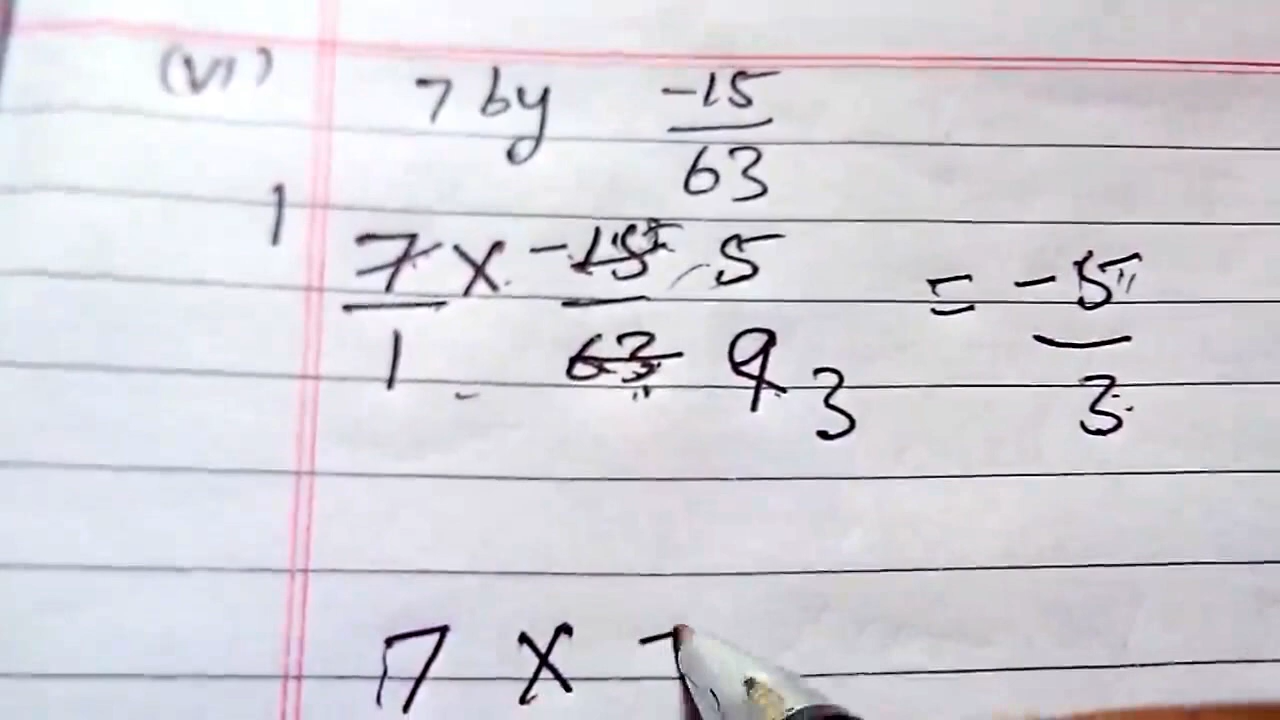 (vi) 7 by -15/63
1 7/1 x -15/63 5/9 3 = -5/3
7 x -